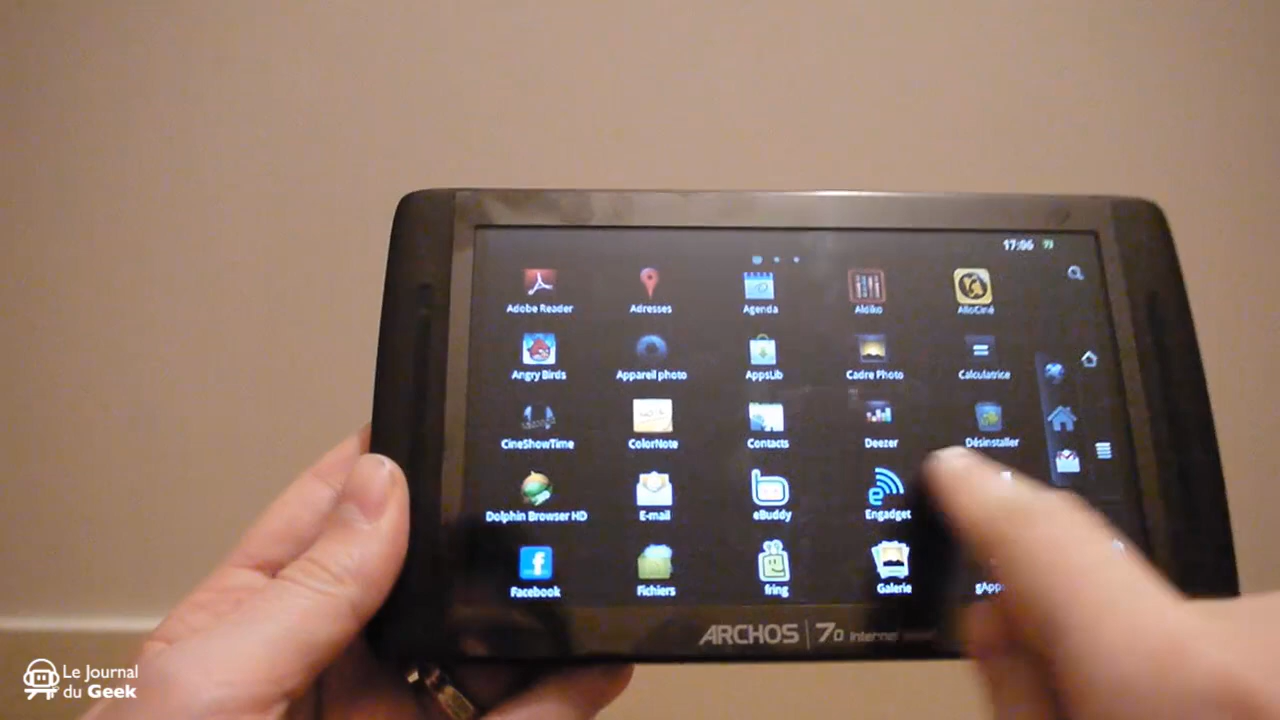 17:06
Adobe Reader
Adresses
Agenda
Aldiko
AlloCiné
Angry Birds
Appareil photo
AppsLib
Cadre Photo
Calculatrice
CineShowTime
ColorNote
Contacts
Deezer
Désinstaller
Dolphin Browser HD
E-mail
eBuddy
Engadget
Facebook
Fichiers
fring
Galerie
ARCHOS 70 internet
Le Journal
du Geek